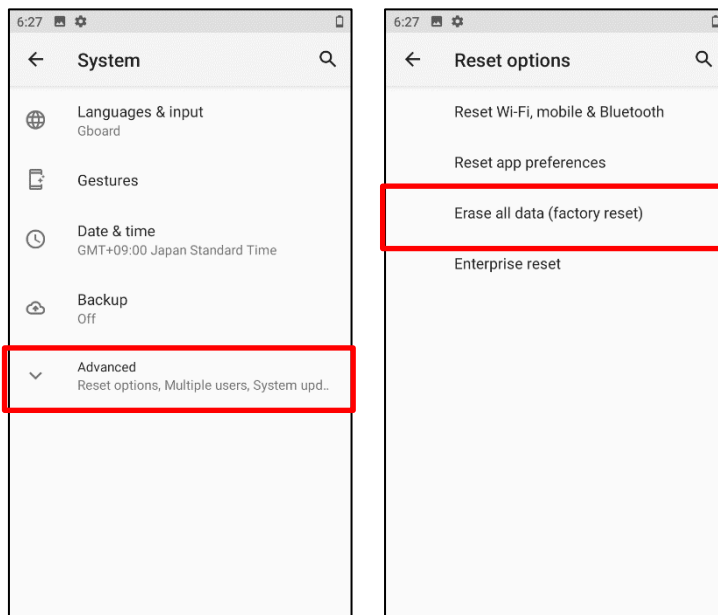 6:27
System
Languages & input
Gboard
Gestures
Date & time
GMT+09:00 Japan Standard Time
Backup
Off
Advanced
Reset options, Multiple users, System upd..
6:27
Reset options
Reset Wi-Fi, mobile & Bluetooth
Reset app preferences
Erase all data (factory reset)
Enterprise reset